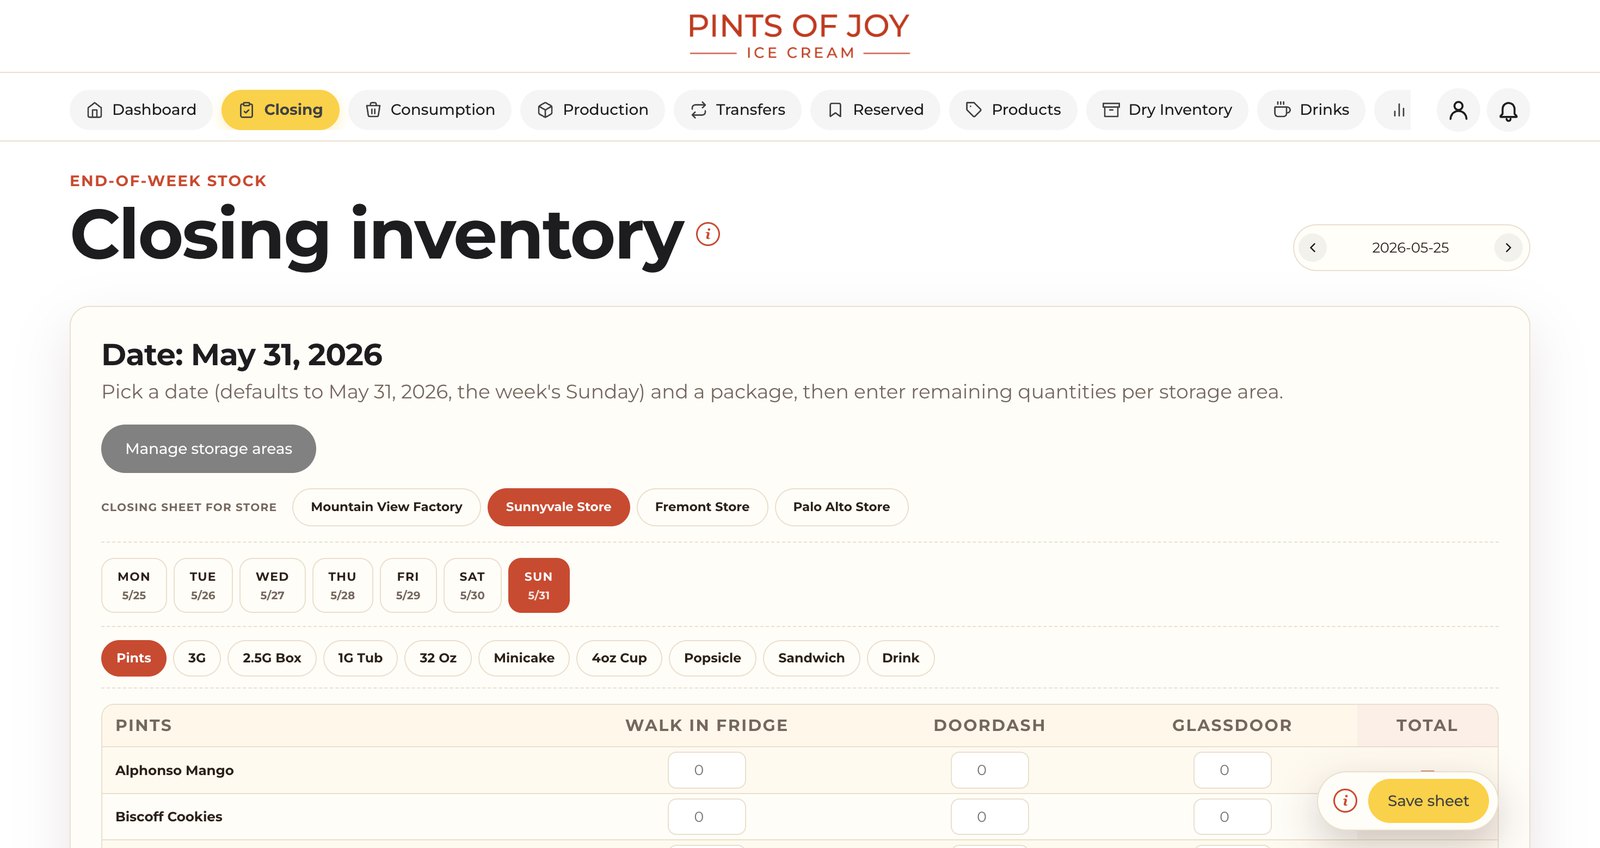 PINTS OF JOY
ICE CREAM
Dashboard
Closing
Consumption
Production
Transfers
Reserved
Products
Dry Inventory
Drinks
END-OF-WEEK STOCK
Closing inventory
2026-05-25
Date: May 31, 2026
Pick a date (defaults to May 31, 2026, the week's Sunday) and a package, then enter remaining quantities per storage area.
Manage storage areas
CLOSING SHEET FOR STORE
Mountain View Factory
Sunnyvale Store
Fremont Store
Palo Alto Store
MON
5/25
TUE
5/26
WED
5/27
THU
5/28
FRI
5/29
SAT
5/30
SUN
5/31
Pints
3G
2.5G Box
1G Tub
32 Oz
Minicake
4oz Cup
Popsicle
Sandwich
Drink
PINTS WALK IN FRIDGE DOORDASH GLASSDOOR TOTAL
Alphonso Mango 0 0 0 —
Biscoff Cookies 0 0 0
i Save sheet